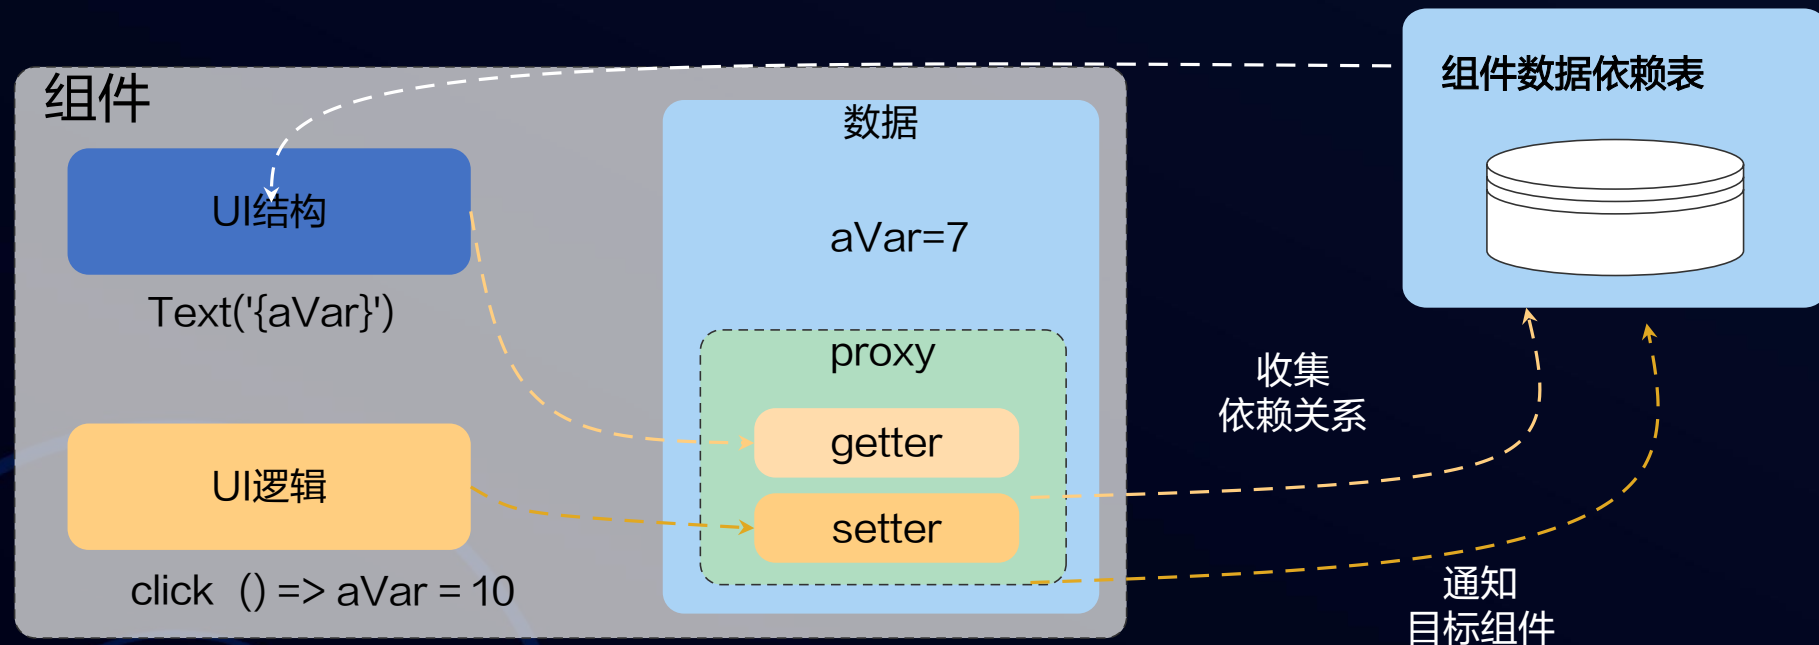 组件
UI结构
Text('{aVar}')
UI逻辑
click () => aVar = 10
数据
aVar=7
proxy
getter
setter
组件数据依赖表
收集
依赖关系
通知
目标组件